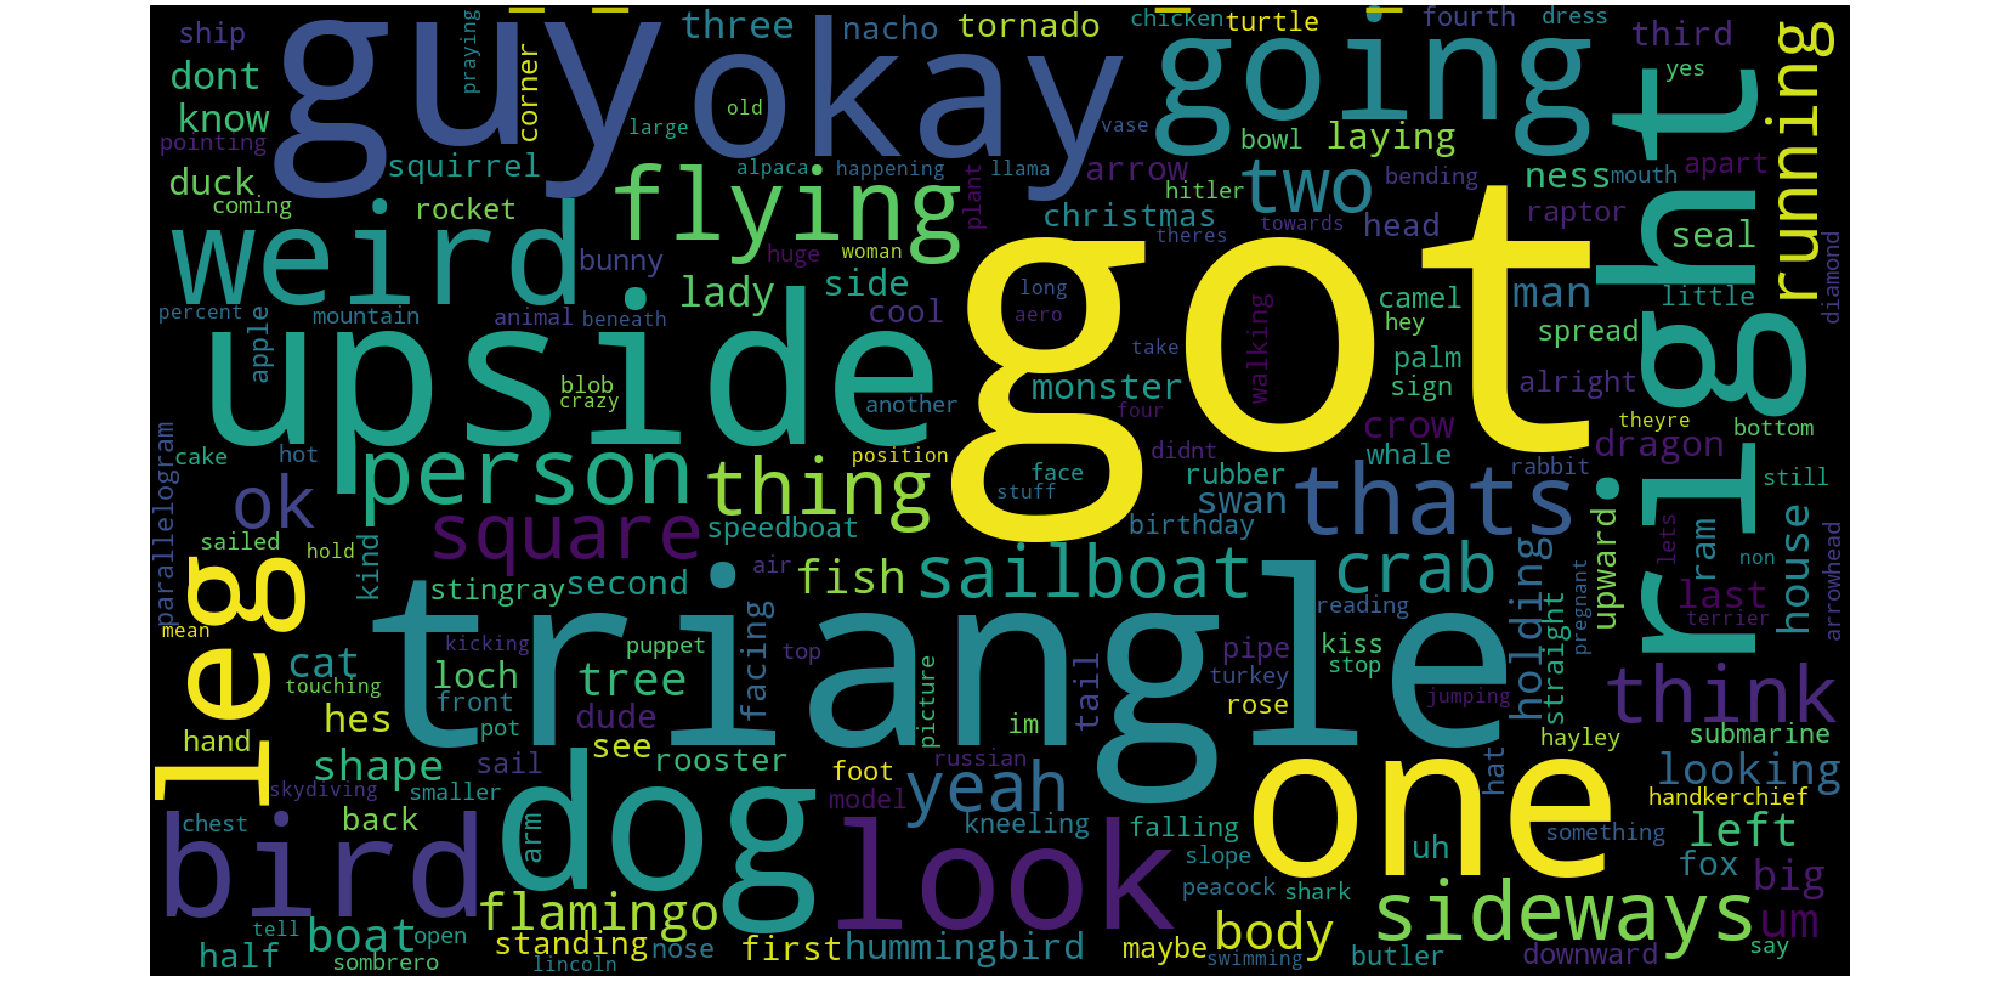 guy
okay
going
right
running
ship
praying
corner
three
nacho
tornado
chicken
turtle
fourth
dress
third
dont
know
pointing
old
large
vase
bowl
laying
yes
squirrel
alpaca
happening
llama
arrow
two
bending
ness
mouth
apart
duck
coming
rocket
flying
plant
hitler
christmas
theres
towards
head
raptor
seal
weird
bunny
huge
woman
lady
side
got
long
aero
camel
hey
man
little
diamond
percent
mountain
animal
beneath
cool
take
walking
spread
apple
upside
blob
crazy
another
monster
four
palm
sign
alright
theyre
bottom
parallelogram
cake
hot
person
thing
position
face
stuff
didnt
crow
whale
rubber
swan
rabbit
dragon
still
ok
square
speedboat
birthday
thats
upward
lets
ram
house
arrowhead
sailed
hold
kind
leg
stingray
second
air
fish
sailboat
crab
holding
non
last
terrier
mean
triangle
kicking
facing
puppet
top
reading
pregnant
straight
cat
touching
loch
front
tree
pipe
kiss
stop
turkey
think
hes
pot
dude
picture
im
tail
rose
jumping
hand
see
hayley
submarine
shape
sail
rooster
foot
russian
yeah
one
hat
looking
skydiving
smaller
model
handkerchief
bird
chest
back
dog
arm
look
kneeling
falling
uh
something
left
slope
fox
peacock
shark
big
flamingo
sideways
um
tell
boat
open
standing
nose
first
hummingbird
maybe
body
butler
downward
say
half
sombrero
lincoln
swimming